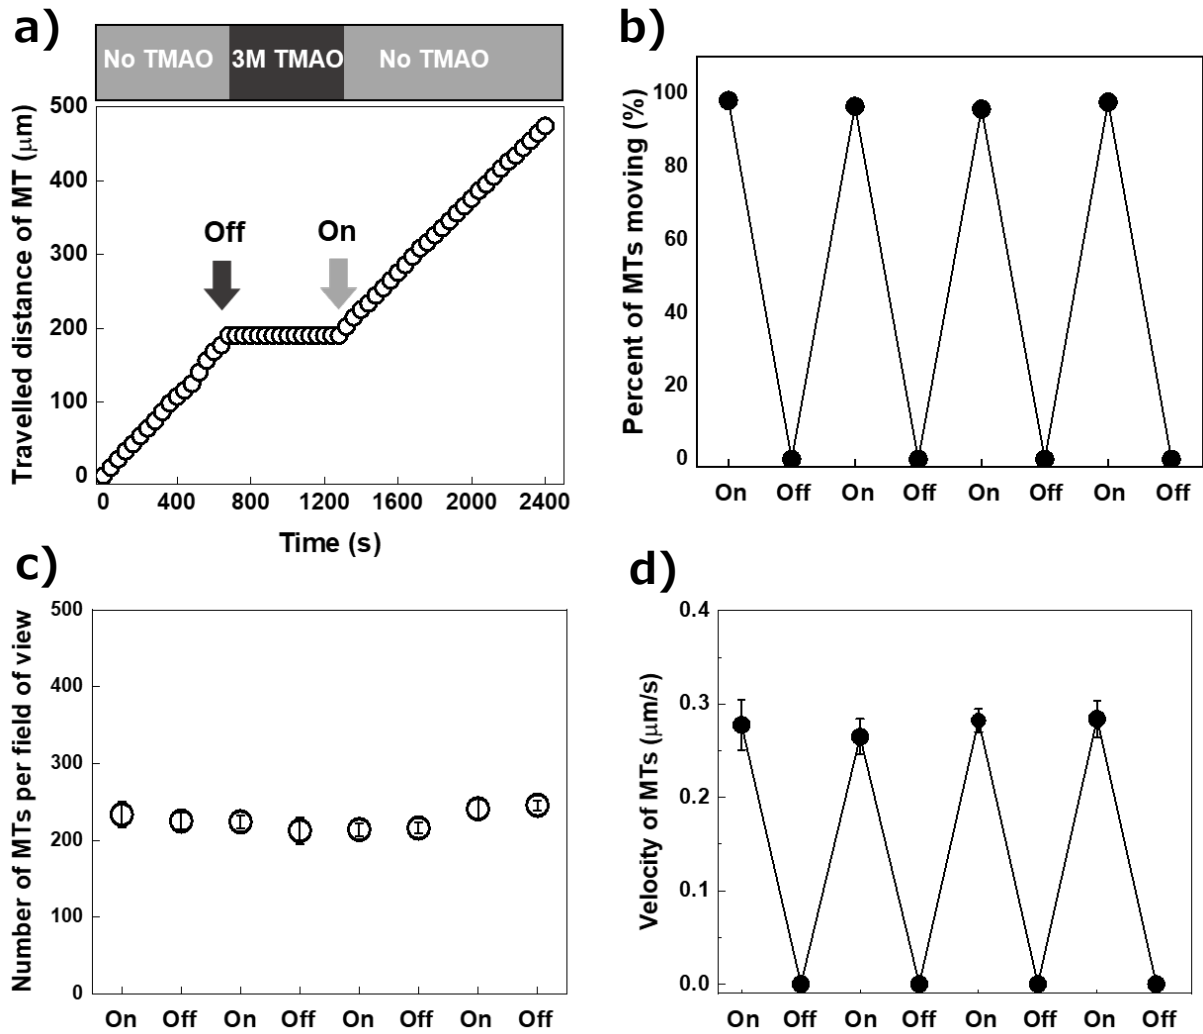 a)
No TMAO 3M TMAO No TMAO
500
400
300
200
100
0
Travelled distance of MT (μm)
Off
On
0 400 800 1200 1600 2000 2400
Time (s)
b)
100
80
60
40
20
0
Percent of MTs moving (%)
On Off On Off On Off On Off
c)
500
400
300
200
100
0
Number of MTs per field of view
On Off On Off On Off On Off
d)
0.4
0.3
0.2
0.1
0.0
Velocity of MTs (μm/s)
On Off On Off On Off On Off